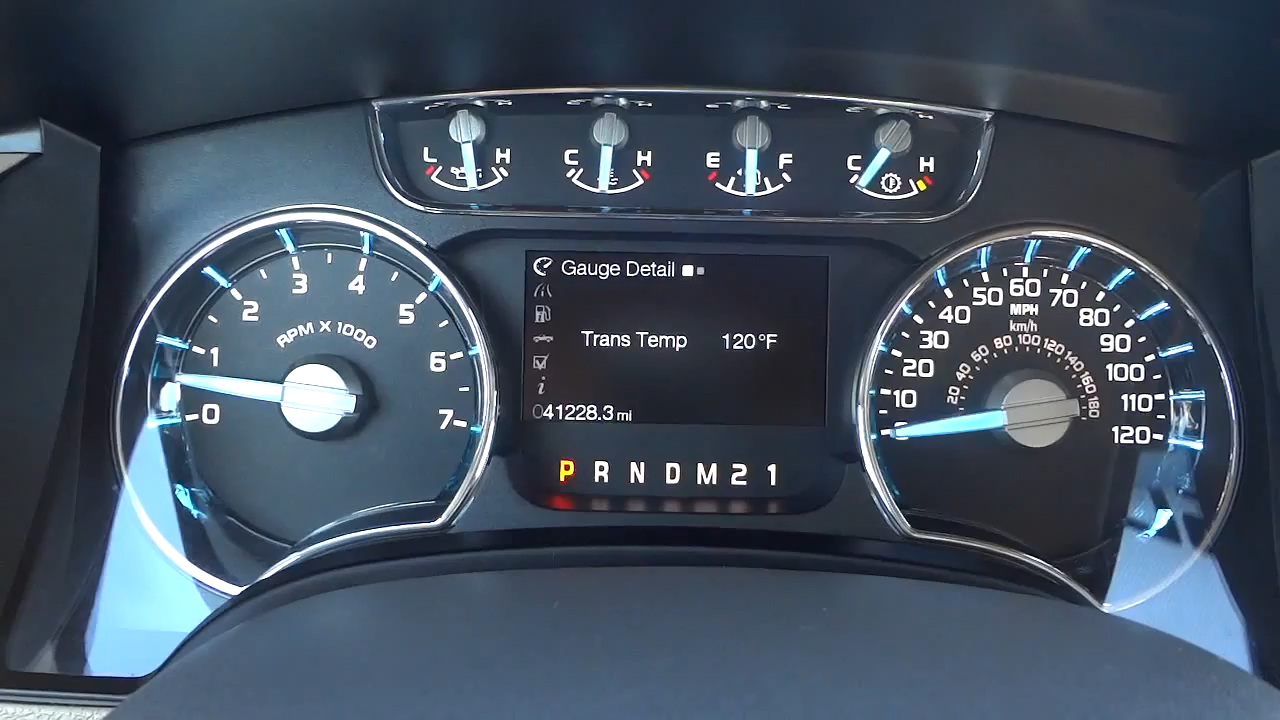 L H C H E F C H
Gauge Detail
Trans Temp 120°F
041228.3 mi
P R N D M 2 1
0 1 2 3 4 5 6 7
RPM X 1000
0 10 20 30 40 50 60 70 80 90 100 110 120
MPH
km/h
20 40 60 80 100 120 140 160 180